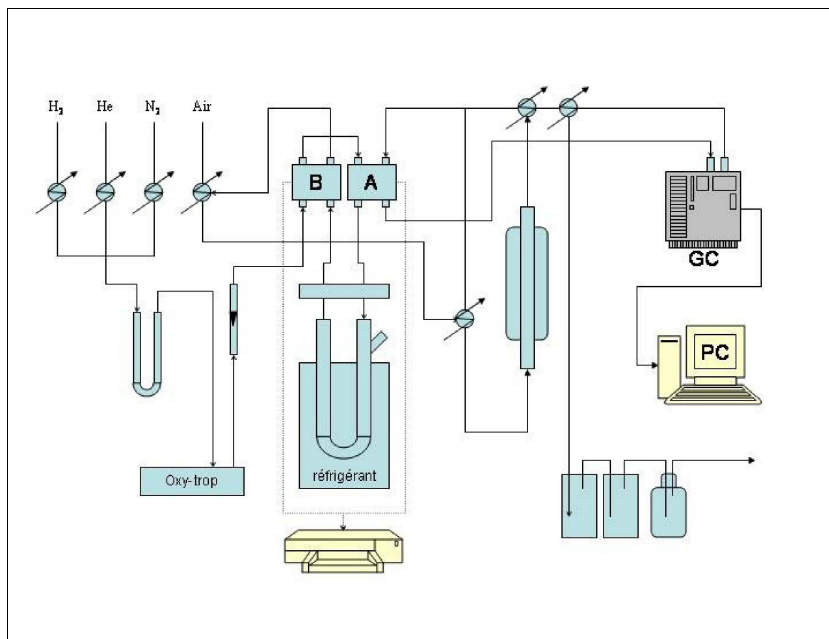 H₂ He N₂ Air
B A
GC
PC
réfrigérant
Oxy-trop